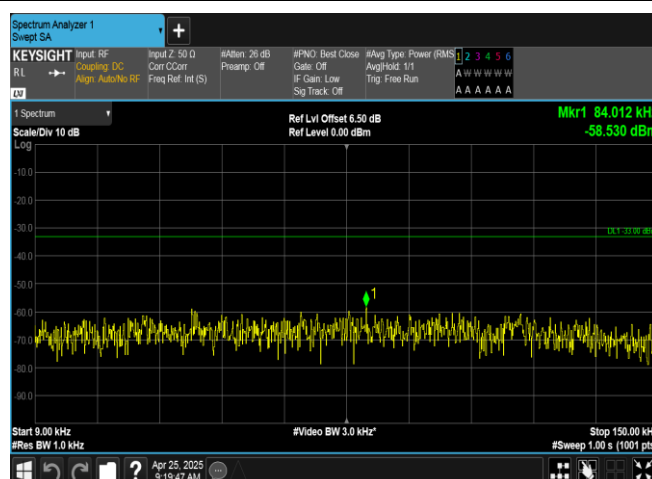 Spectrum Analyzer 1
Swept SA
+
KEYSIGHT
RL
LXI
Input: RF
Coupling: DC
Align: Auto/No RF
Input Z: 50 Ω
Corr CCorr
Freq Ref: Int (S)
#Atten: 26 dB
Preamp: Off
#PNO: Best Close
Gate: Off
IF Gain: Low
Sig Track: Off
#Avg Type: Power (RMS
Avg|Hold: 1/1
Trig: Free Run
1 2 3 4 5 6
A W W W W W
A A A A A A
1 Spectrum
Scale/Div 10 dB
Log
Ref Lvl Offset 6.50 dB
Ref Level 0.00 dBm
Mkr1 84.012 kH
-58.530 dBm
-10.0
-20.0
-30.0
DL1 -33.00 dB
-40.0
-50.0
1
-60.0
-70.0
-80.0
-90.0
Start 9.00 kHz
#Res BW 1.0 kHz
#Video BW 3.0 kHz*
Stop 150.00 kH
#Sweep 1.00 s (1001 pts
?
Apr 25, 2025
9:19:47 AM